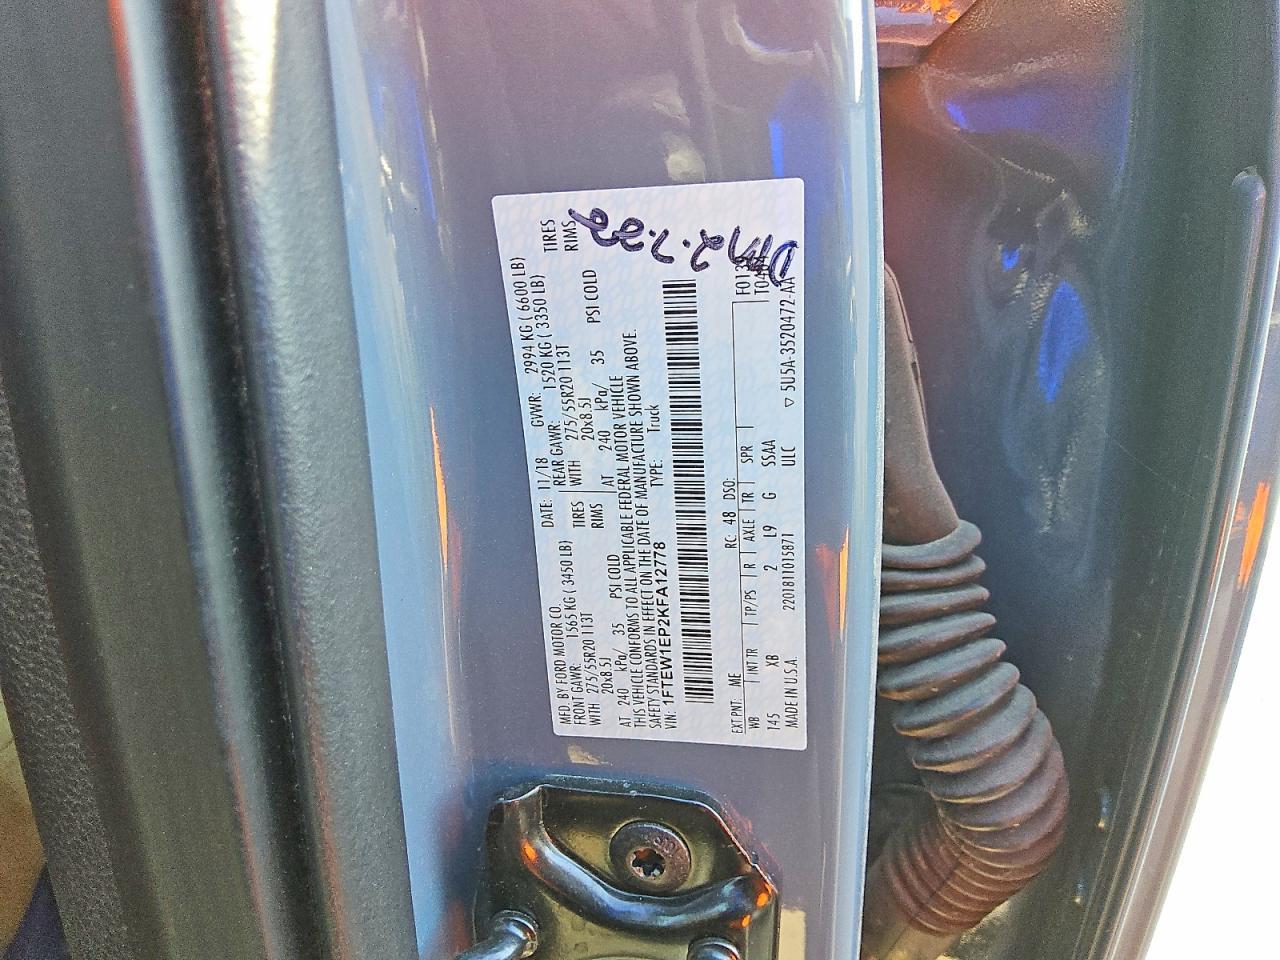 MFD. BY FORD MOTOR CO. DATE: 11/18 GVWR: 2994 KG ( 6600 LB)
FRONT GAWR: 1565 KG ( 3450 LB) REAR GAWR: 1520 KG ( 3350 LB)
WITH 275/55R20 113T TIRES WITH 275/55R20 113T TIRES
20x8.5J RIMS 20x8.5J RIMS
AT 240 kPa/ 35 PSI COLD AT 240 kPa/ 35 PSI COLD
THIS VEHICLE CONFORMS TO ALL APPLICABLE FEDERAL MOTOR VEHICLE
SAFETY STANDARDS IN EFFECT ON THE DATE OF MANUFACTURE SHOWN ABOVE.
VIN: 1FTEW1EP2KFA12778 TYPE: Truck
2.7.22
EXT PNT: ME RC: 48 DSO:
WB INT TR TP/PS R AXLE TR SPR
145 XB 2 L9 G SSAA
MADE IN U.S.A. 2201811015871 ULC ▽ 5U5A-3520472-AA